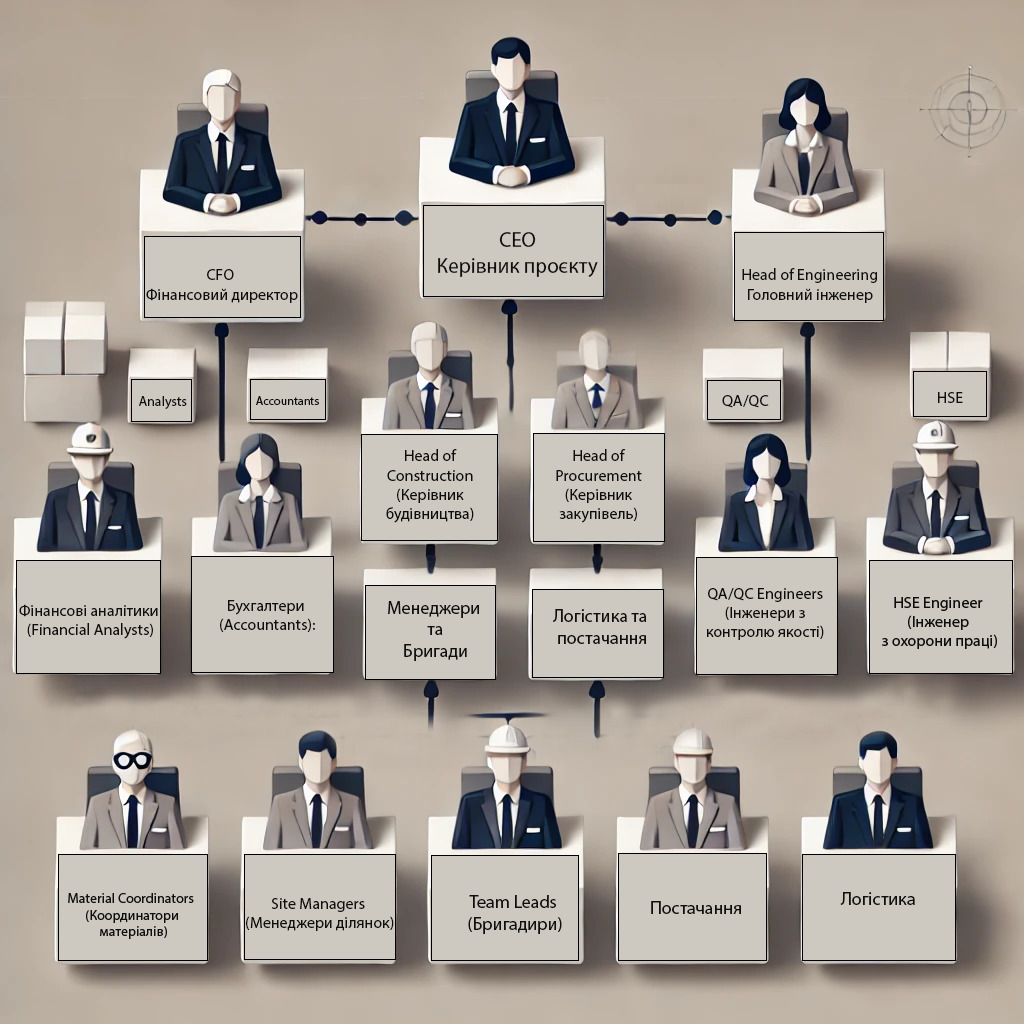 CEO
Керівник проєкту
CFO
Фінансовий директор
Head of Engineering
Головний інженер
Analysts
Accountants
QA/QC
HSE
Head of
Construction
(Керівник
будівництва)
Head of
Procurement
(Керівник
закупівель)
Фінансові аналітики
(Financial Analysts)
Бухгалтери
(Accountants):
Менеджери
та
Бригади
Логістика та
постачання
QA/QC Engineers
(Інженери з
контролю якості)
HSE Engineer
(Інженер
з охорони праці)
Material Coordinators
(Координатори
матеріалів)
Site Managers
(Менеджери ділянок)
Team Leads
(Бригадири)
Постачання
Логістика